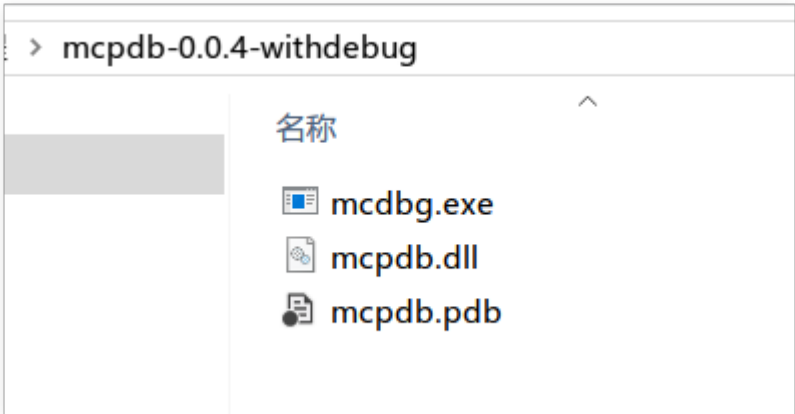 > mcpdb-0.0.4-withdebug
名称
mcdbg.exe
mcpdb.dll
mcpdb.pdb